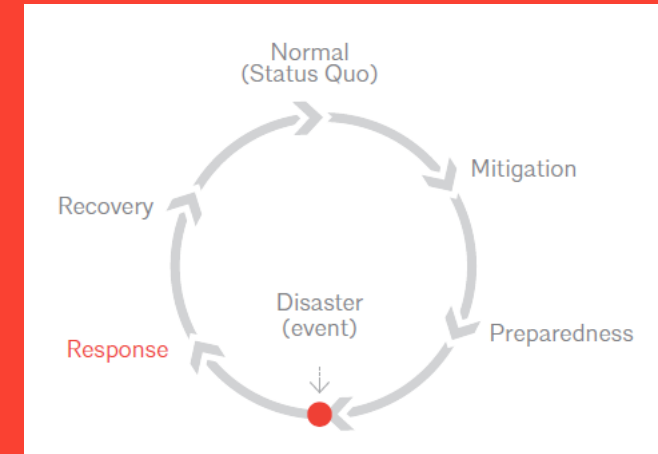 Normal
(Status Quo)
Mitigation
Recovery
Disaster
(event)
Preparedness
Response